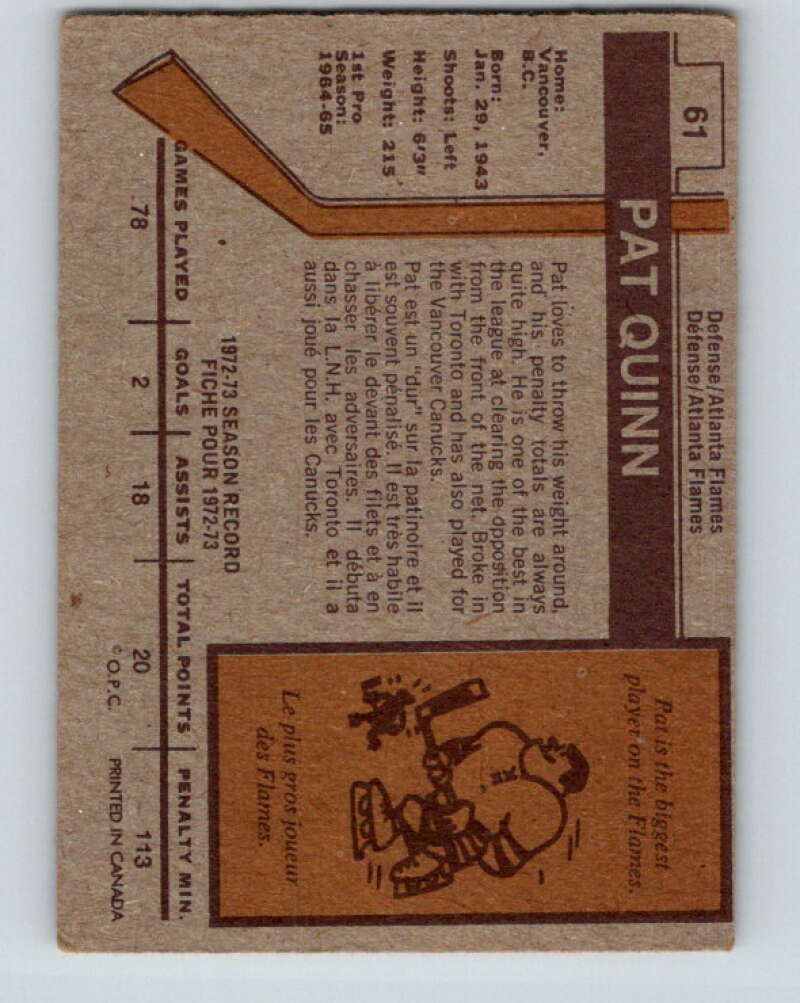 61
Defense/Atlanta Flames
Défense/Atlanta Flames
PAT QUINN
Home:
Vancouver,
B.C.
Born:
Jan. 29, 1943
Shoots: Left
Height: 6'3"
Weight: 215
1st Pro
Season:
1964-65
Pat loves to throw his weight around,
and his penalty totals are always
quite high. He is one of the best in
the league at clearing the opposition
from the front of the net. Broke in
with Toronto and has also played for
the Vancouver Canucks.
Pat est un "dur" sur la patinoire et il
est souvent pénalisé. Il est très habile
à libérer le devant des filets et à en
chasser les adversaires. Il débuta
dans la L.N.H. avec Toronto et il a
aussi joué pour les Canucks.
Pat is the biggest
player on the Flames.
Le plus gros joueur
des Flames.
1972-73 SEASON RECORD
FICHE POUR 1972-73
GAMES PLAYED GOALS ASSISTS TOTAL POINTS PENALTY MIN.
78 2 18 20 113
© O.P.C. PRINTED IN CANADA